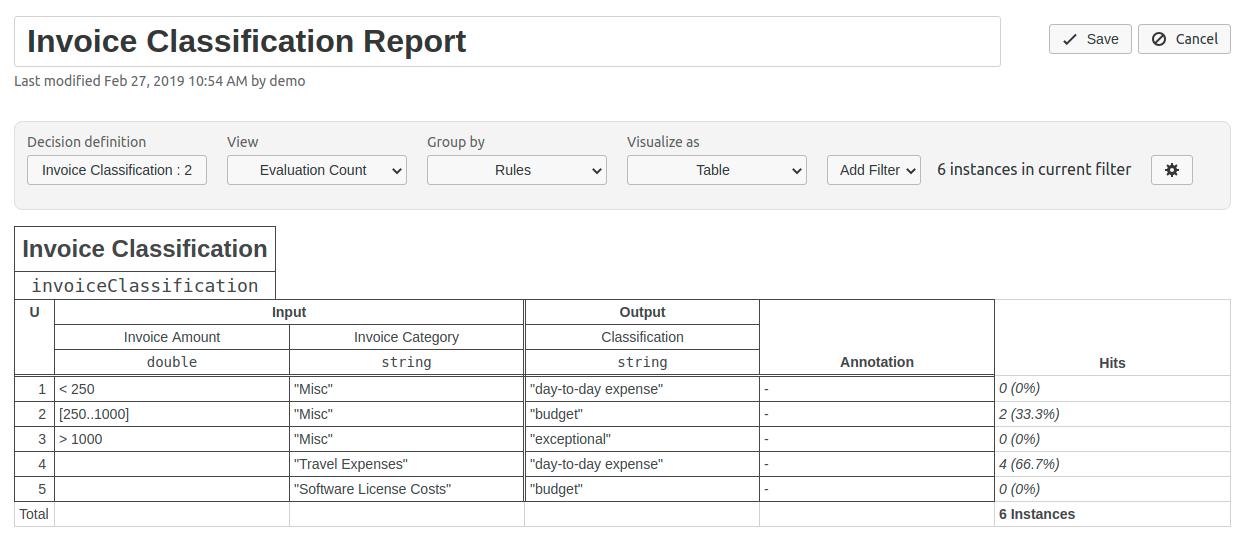 Invoice Classification Report
Save
Cancel
Last modified Feb 27, 2019 10:54 AM by demo
Decision definition View Group by Visualize as
Invoice Classification : 2 Evaluation Count Rules Table Add Filter 6 instances in current filter
Invoice Classification
invoiceClassification
U Input Output
Invoice Amount Invoice Category Classification
double string string Annotation Hits
1 < 250 "Misc" "day-to-day expense" - 0 (0%)
2 [250..1000] "Misc" "budget" - 2 (33.3%)
3 > 1000 "Misc" "exceptional" - 0 (0%)
4 "Travel Expenses" "day-to-day expense" - 4 (66.7%)
5 "Software License Costs" "budget" - 0 (0%)
Total 6 Instances